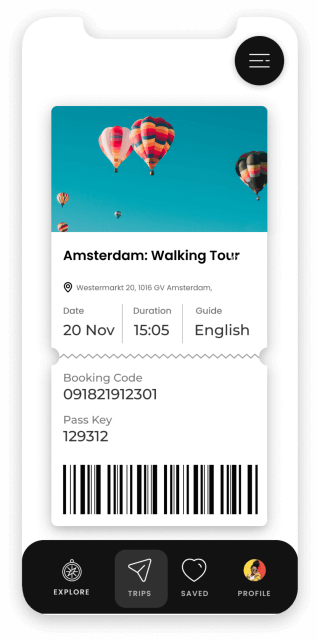 Amsterdam: Walking Tour
Westermarkt 20, 1016 GV Amsterdam,
Date Duration Guide
20 Nov 15:05 English
Booking Code
091821912301
Pass Key
129312
EXPLORE TRIPS SAVED PROFILE